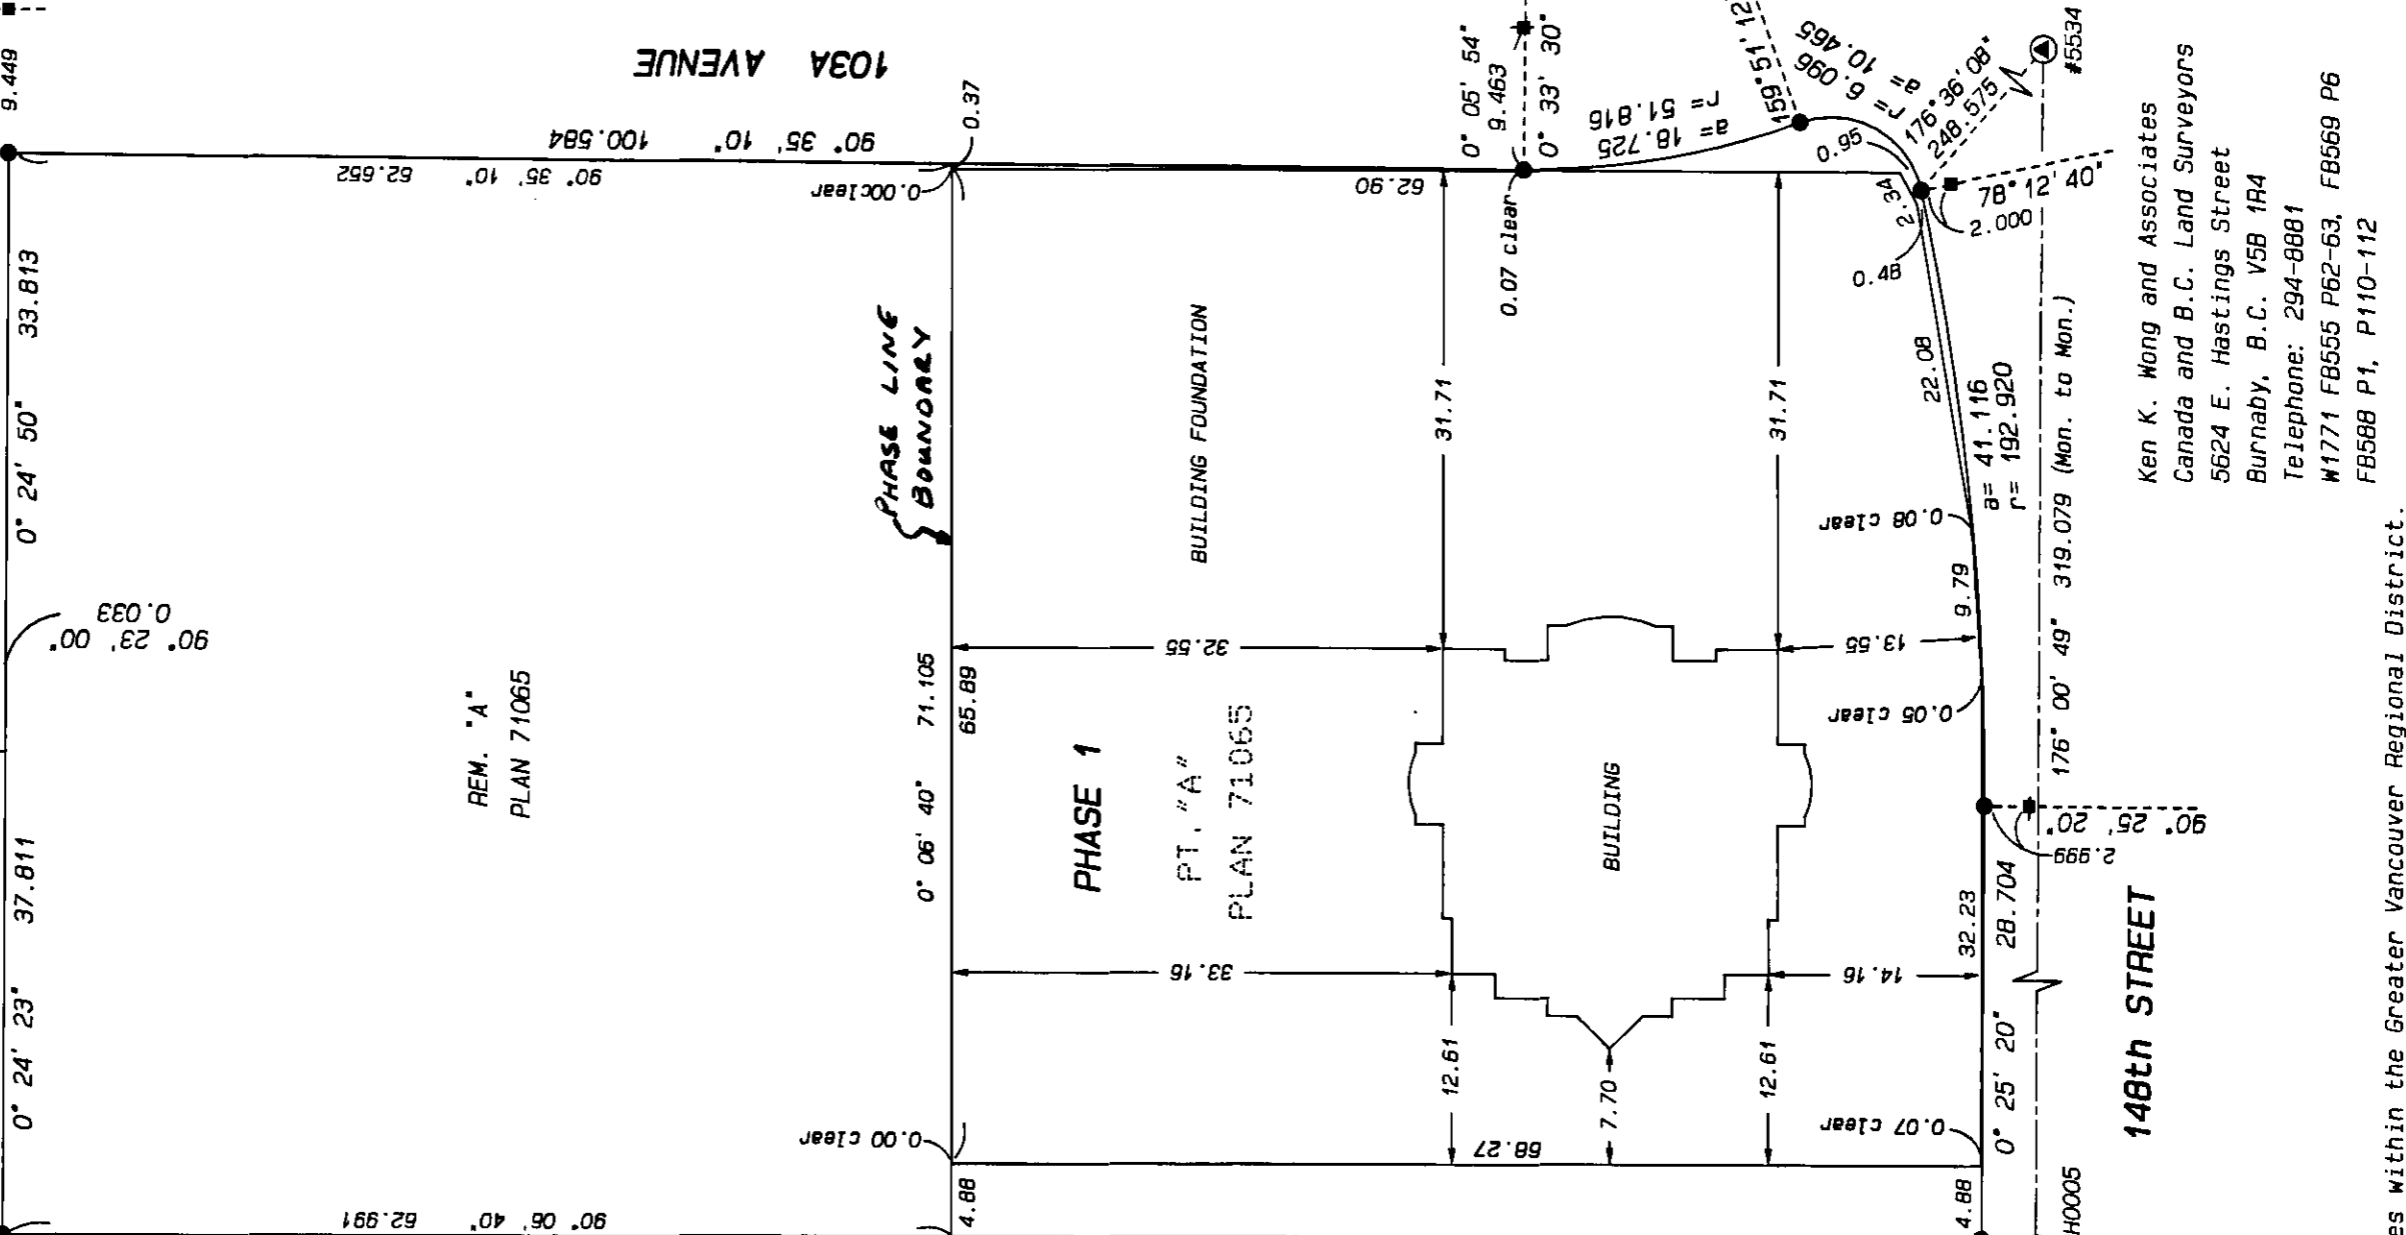 9.449
103A AVENUE
90° 35' 10" 100.584
90° 35' 10" 62.652
0.37
0.00clear
62.90
0° 05' 54"
9.463
0° 33' 30"
0.07 clear
a= 18.725
r= 51.816
159° 51' 12
r= 6.096
a= 10.465
176° 36' 08"
248.575
#5534
0.95
2.34
78° 12' 40"
2.000
0.48
22.08
a= 41.116
r= 192.920
0.08 clear
9.79
0.05 clear
176° 00' 49" 319.079 (Mon. to Mon.)
0° 24' 50" 33.813
90° 23' 00"
0.033
0° 24' 23" 37.811
REM. "A"
PLAN 71065
PHASE LINE
BOUNDARY
0° 06' 40" 71.105
65.89
PHASE 1
PT. "A"
PLAN 71065
BUILDING FOUNDATION
BUILDING
31.71
31.71
32.55
13.55
33.16
14.16
12.61
7.70
12.61
68.27
0.00 clear
0.07 clear
90° 06' 40" 62.991
4.88
4.88
32.23
0° 25' 20" 28.704
90° 25' 20"
2.999
H0005
148th STREET
Ken K. Wong and Associates
Canada and B.C. Land Surveyors
5624 E. Hastings Street
Burnaby, B.C. V5B 1R4
Telephone: 294-8881
W1771 FB555 P62-63, FB569 P6
FB588 P1, P110-112
es within the Greater Vancouver Regional District.